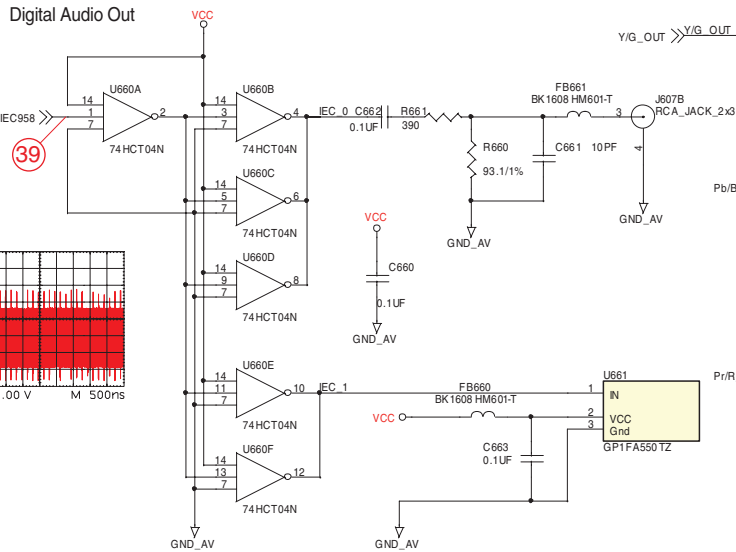 Digital Audio Out
VCC
Y/G_OUT
Y/G_OUT
U660A
14
IEC958
1
2
7
74HCT04N
39
U660B
14
3
4
7
74HCT04N
IEC_0
C662
0.1UF
R661
390
FB661
BK1608 HM601-T
3
J607B
RCA_JACK_2x3
4
R660
93.1/1%
C661
10PF
GND_AV
GND_AV
Pb/B
U660C
14
5
6
7
74HCT04N
VCC
C660
0.1UF
GND_AV
U660D
14
9
8
7
74HCT04N
.00 V
M 500ns
U660E
14
11
10
7
74HCT04N
IEC_1
FB660
BK1608 HM601-T
VCC
U661
1
IN
2
VCC
3
Gnd
GP1FA550TZ
Pr/R
C663
0.1UF
U660F
14
13
12
7
74HCT04N
GND_AV
GND_AV